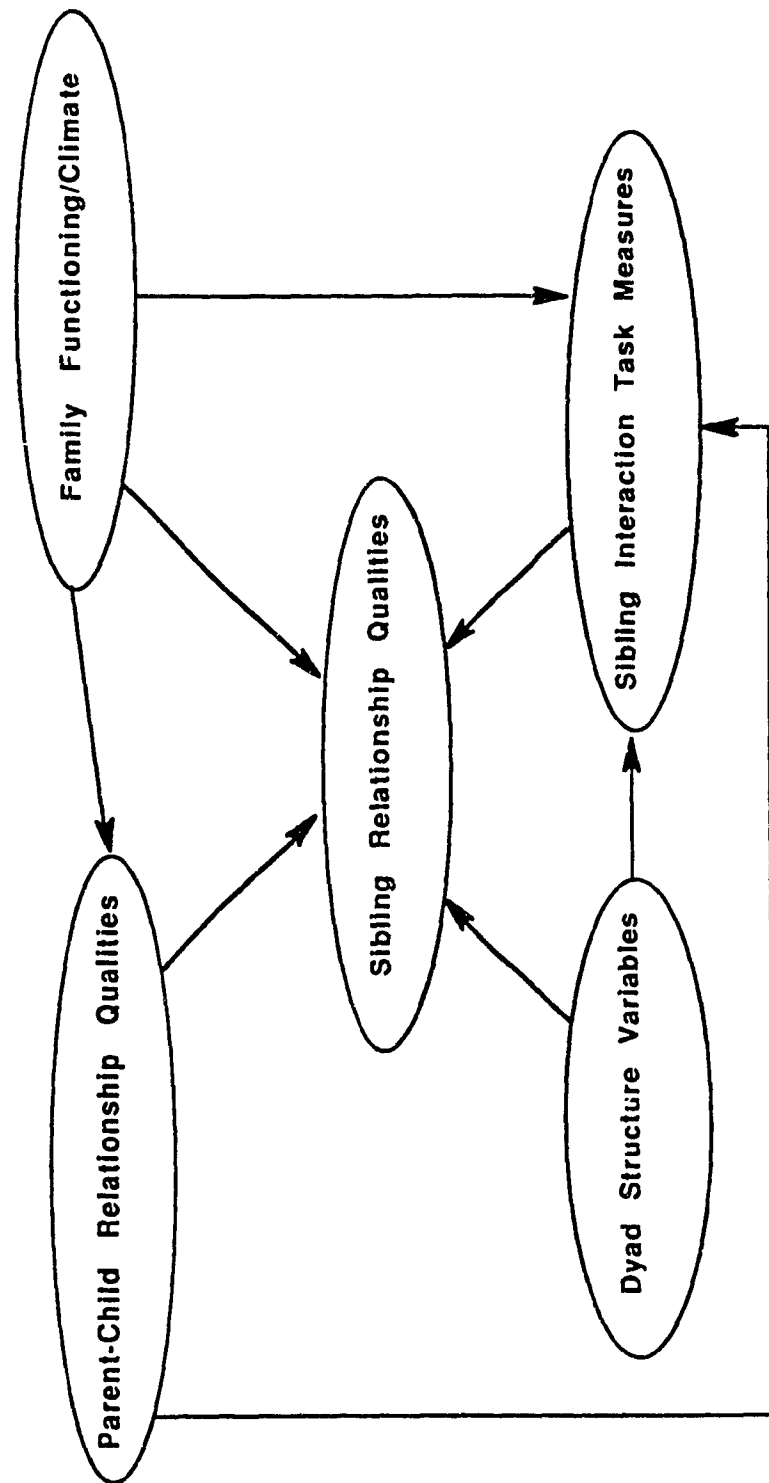 Parent-Child Relationship Qualities
Family Functioning/Climate
Sibling Relationship Qualities
Dyad Structure Variables
Sibling Interaction Task Measures